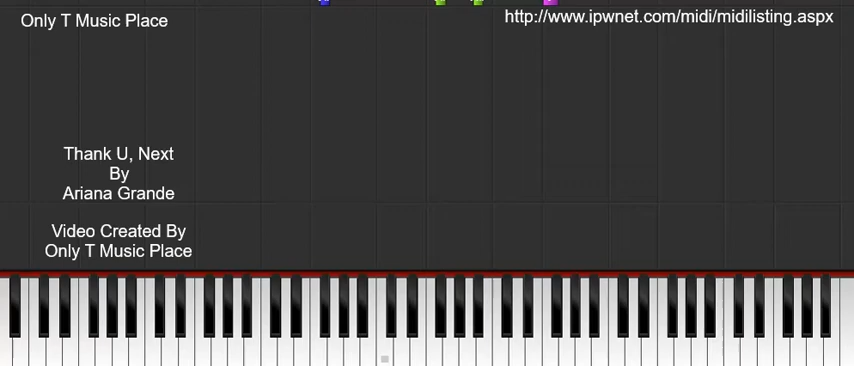 Only T Music Place
http://www.ipwnet.com/midi/midilisting.aspx
Thank U, Next
By
Ariana Grande
Video Created By
Only T Music Place